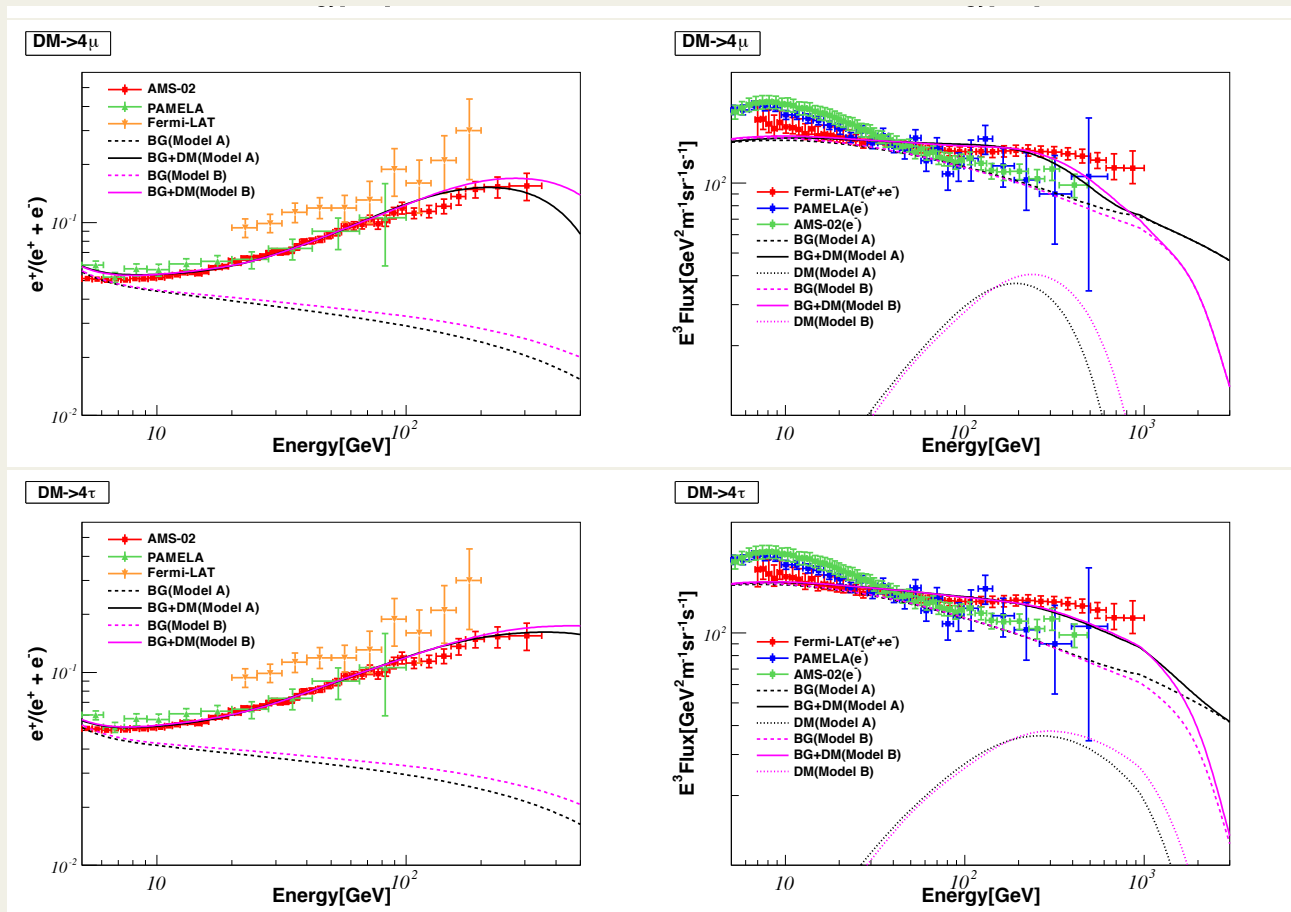 DM->4μ
AMS-02
PAMELA
Fermi-LAT
BG(Model A)
BG+DM(Model A)
BG(Model B)
BG+DM(Model B)
e⁺/(e⁺ + e⁻)
10⁻¹
10⁻²
10
10²
Energy[GeV]
DM->4μ
Fermi-LAT(e⁺+e⁻)
PAMELA(e⁻)
AMS-02(e⁻)
BG(Model A)
BG+DM(Model A)
DM(Model A)
BG(Model B)
BG+DM(Model B)
DM(Model B)
E³ Flux[GeV²m⁻¹sr⁻¹s⁻¹]
10²
10
10²
10³
Energy[GeV]
DM->4τ
AMS-02
PAMELA
Fermi-LAT
BG(Model A)
BG+DM(Model A)
BG(Model B)
BG+DM(Model B)
e⁺/(e⁺ + e⁻)
10⁻¹
10⁻²
10
10²
Energy[GeV]
DM->4τ
Fermi-LAT(e⁺+e⁻)
PAMELA(e⁻)
AMS-02(e⁻)
BG(Model A)
BG+DM(Model A)
DM(Model A)
BG(Model B)
BG+DM(Model B)
DM(Model B)
E³ Flux[GeV²m⁻¹sr⁻¹s⁻¹]
10²
10
10²
10³
Energy[GeV]